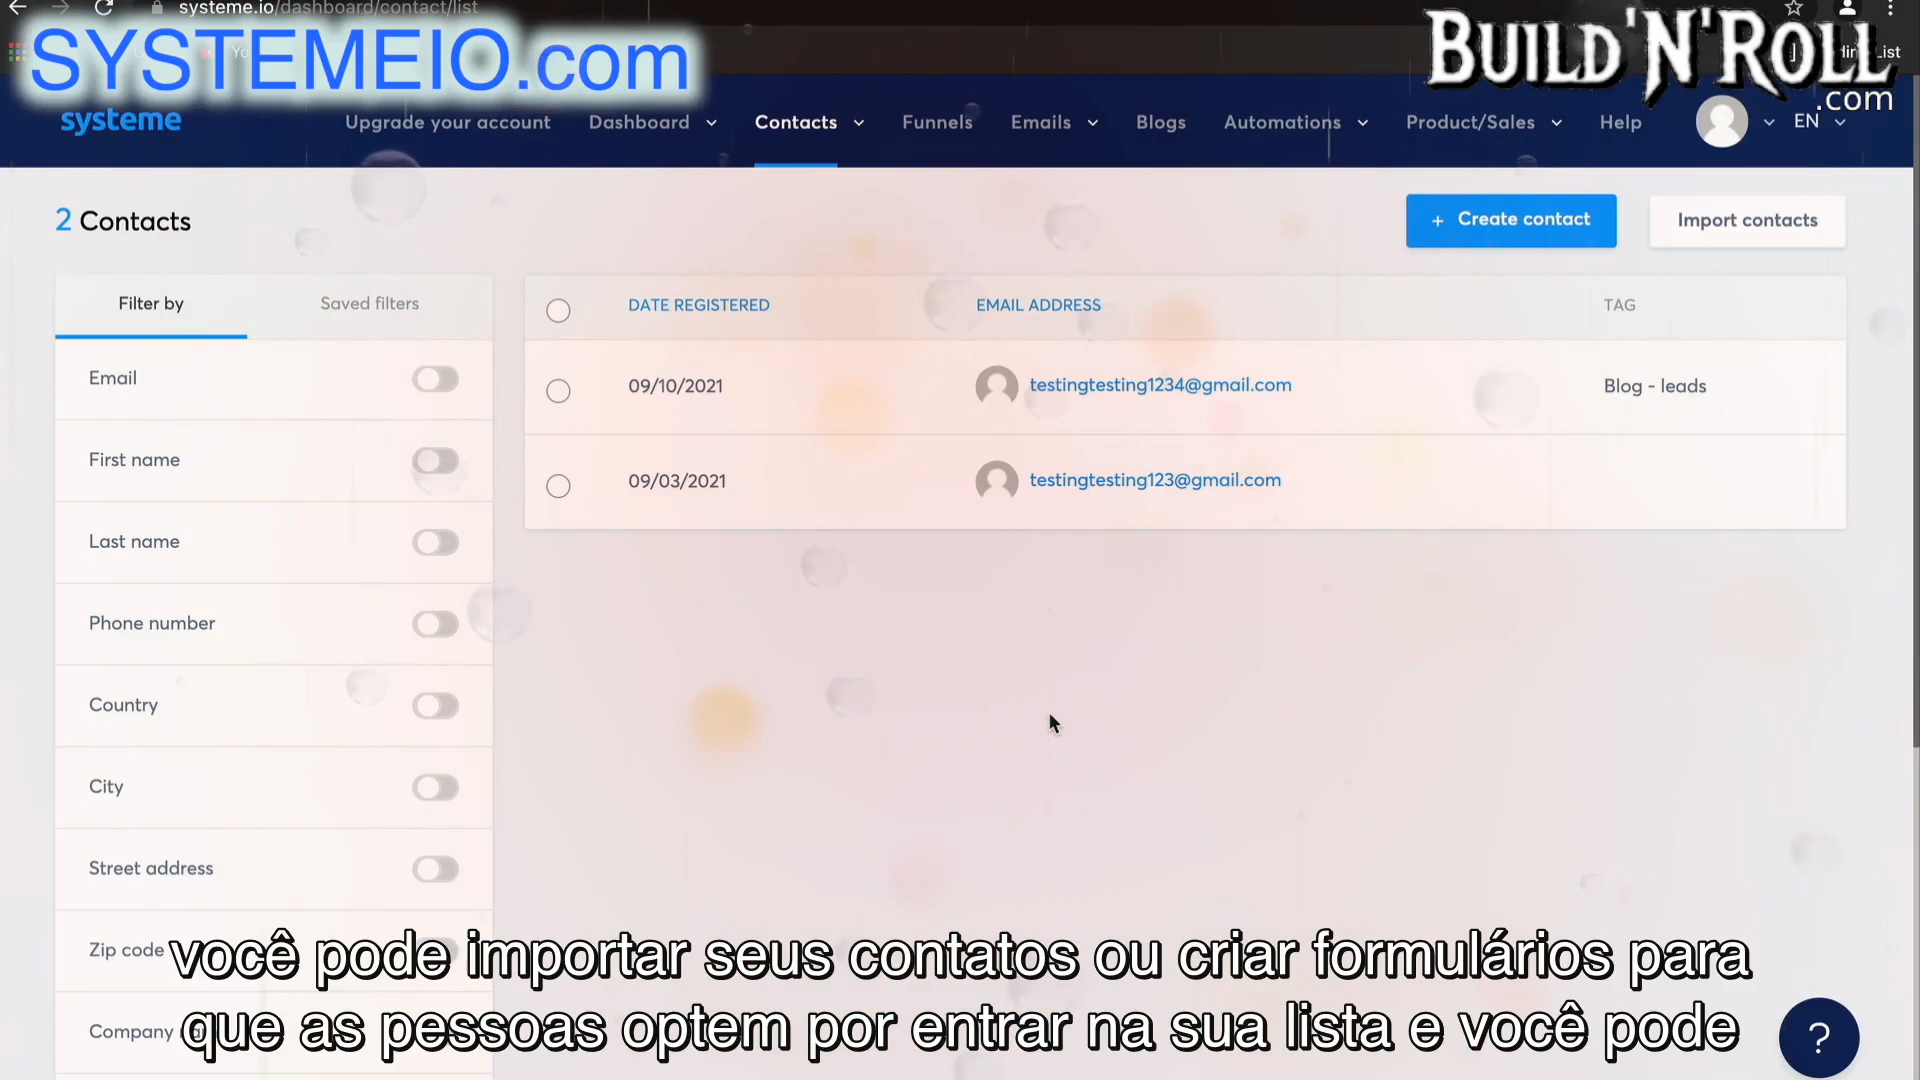 systeme.io/dashboard/contact/list
SYSTEMEIO.com
BUILD'N'ROLL
.com
systeme
Upgrade your account
Dashboard
Contacts
Funnels
Emails
Blogs
Automations
Product/Sales
Help
EN
2 Contacts
+ Create contact
Import contacts
Filter by
Saved filters
DATE REGISTERED
EMAIL ADDRESS
TAG
Email
09/10/2021
testingtesting1234@gmail.com
Blog - leads
First name
09/03/2021
testingtesting123@gmail.com
Last name
Phone number
Country
City
Street address
Zip code
você pode importar seus contatos ou criar formulários para
Company
que as pessoas optem por entrar na sua lista e você pode
?